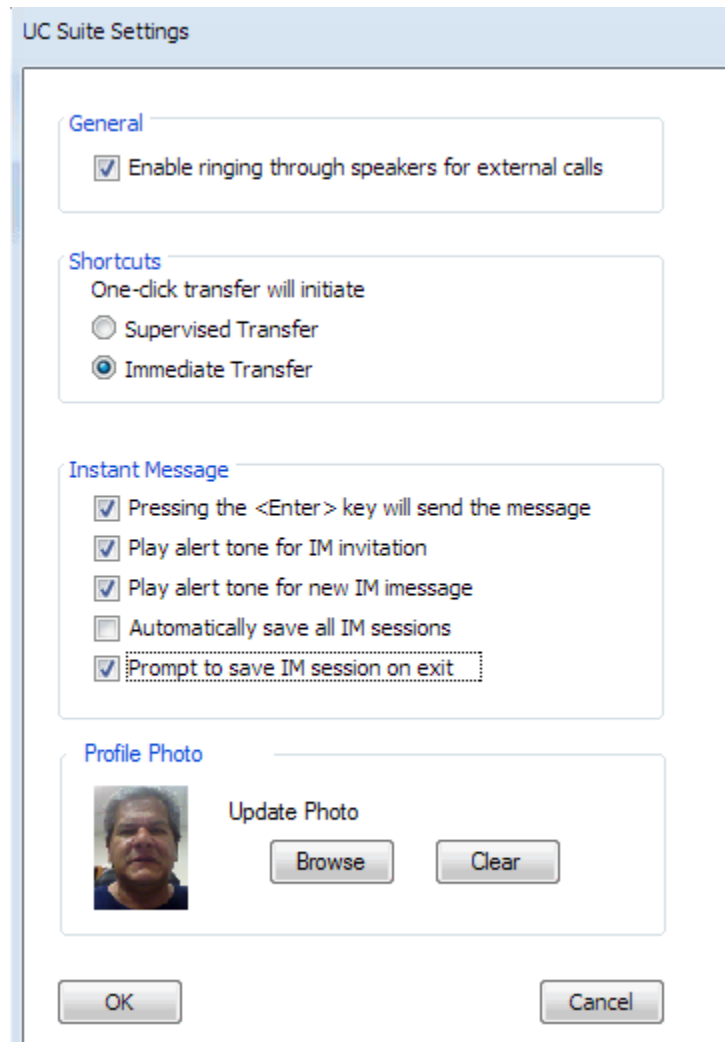 UC Suite Settings
General
Enable ringing through speakers for external calls
Shortcuts
One-click transfer will initiate
Supervised Transfer
Immediate Transfer
Instant Message
Pressing the <Enter> key will send the message
Play alert tone for IM invitation
Play alert tone for new IM imessage
Automatically save all IM sessions
Prompt to save IM session on exit
Profile Photo
Update Photo
Browse Clear
OK Cancel